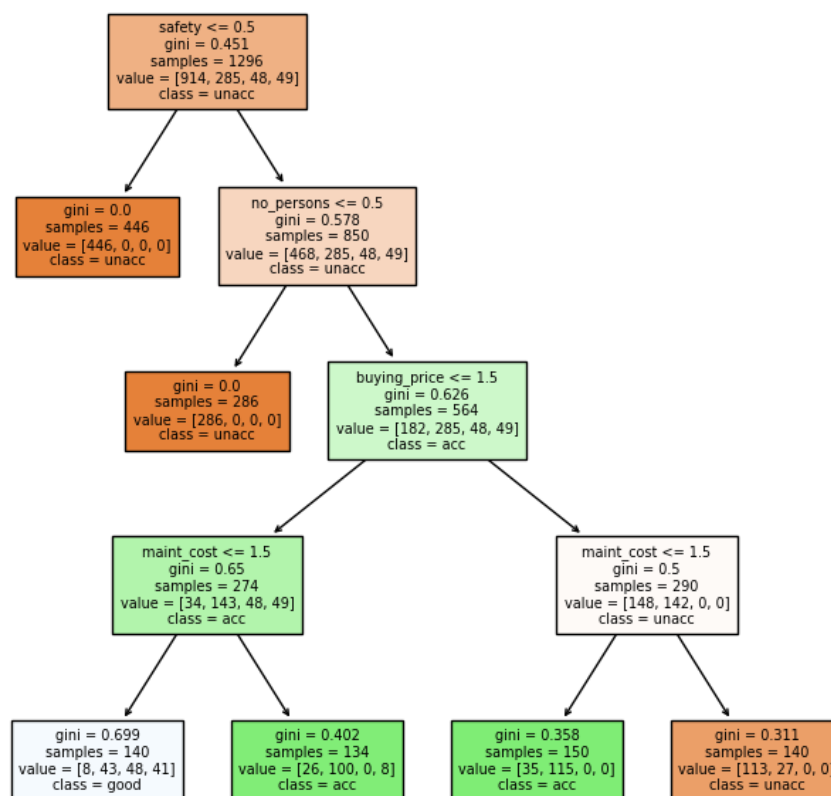 safety <= 0.5
gini = 0.451
samples = 1296
value = [914, 285, 48, 49]
class = unacc
gini = 0.0
samples = 446
value = [446, 0, 0, 0]
class = unacc
no_persons <= 0.5
gini = 0.578
samples = 850
value = [468, 285, 48, 49]
class = unacc
gini = 0.0
samples = 286
value = [286, 0, 0, 0]
class = unacc
buying_price <= 1.5
gini = 0.626
samples = 564
value = [182, 285, 48, 49]
class = acc
maint_cost <= 1.5
gini = 0.65
samples = 274
value = [34, 143, 48, 49]
class = acc
maint_cost <= 1.5
gini = 0.5
samples = 290
value = [148, 142, 0, 0]
class = unacc
gini = 0.699
samples = 140
value = [8, 43, 48, 41]
class = good
gini = 0.402
samples = 134
value = [26, 100, 0, 8]
class = acc
gini = 0.358
samples = 150
value = [35, 115, 0, 0]
class = acc
gini = 0.311
samples = 140
value = [113, 27, 0, 0]
class = unacc